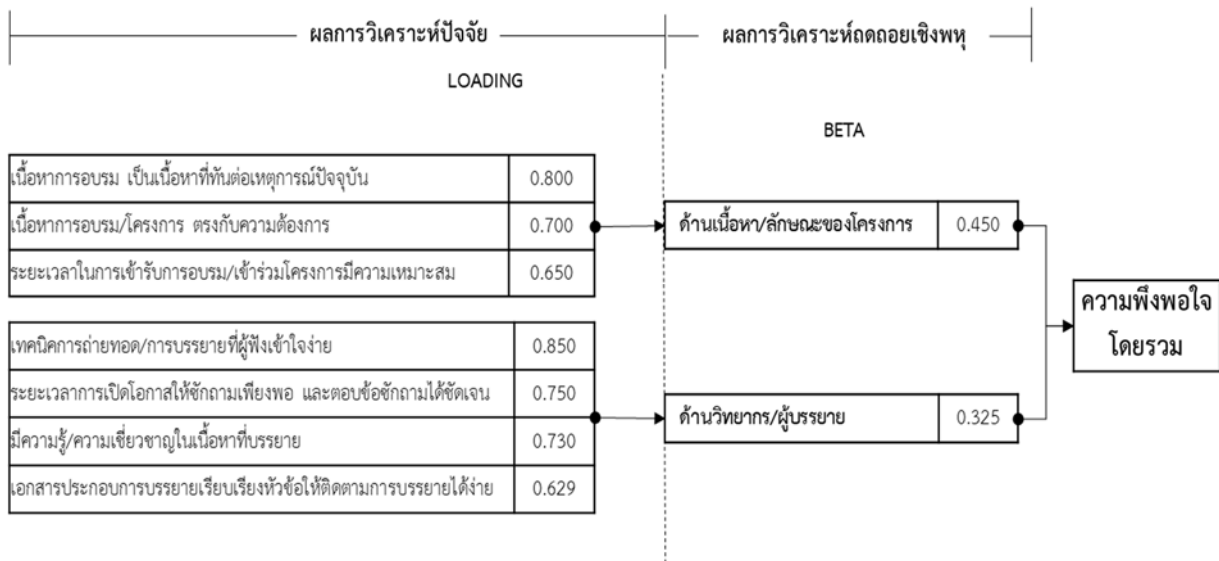 ผลการวิเคราะห์ปัจจัย
ผลการวิเคราะห์ถดถอยเชิงพหุ
LOADING
BETA
เนื้อหาการอบรม เป็นเนื้อหาที่ทันต่อเหตุการณ์ปัจจุบัน 0.800
เนื้อหาการอบรม/โครงการ ตรงกับความต้องการ 0.700
ระยะเวลาในการเข้ารับการอบรม/เข้าร่วมโครงการมีความเหมาะสม 0.650
ด้านเนื้อหา/ลักษณะของโครงการ 0.450
เทคนิคการถ่ายทอด/การบรรยายที่ผู้ฟังเข้าใจง่าย 0.850
ระยะเวลาการเปิดโอกาสให้ซักถามเพียงพอ และตอบข้อซักถามได้ชัดเจน 0.750
มีความรู้/ความเชี่ยวชาญในเนื้อหาที่บรรยาย 0.730
เอกสารประกอบการบรรยายเรียบเรียงหัวข้อให้ติดตามการบรรยายได้ง่าย 0.629
ด้านวิทยากร/ผู้บรรยาย 0.325
ความพึงพอใจ
โดยรวม